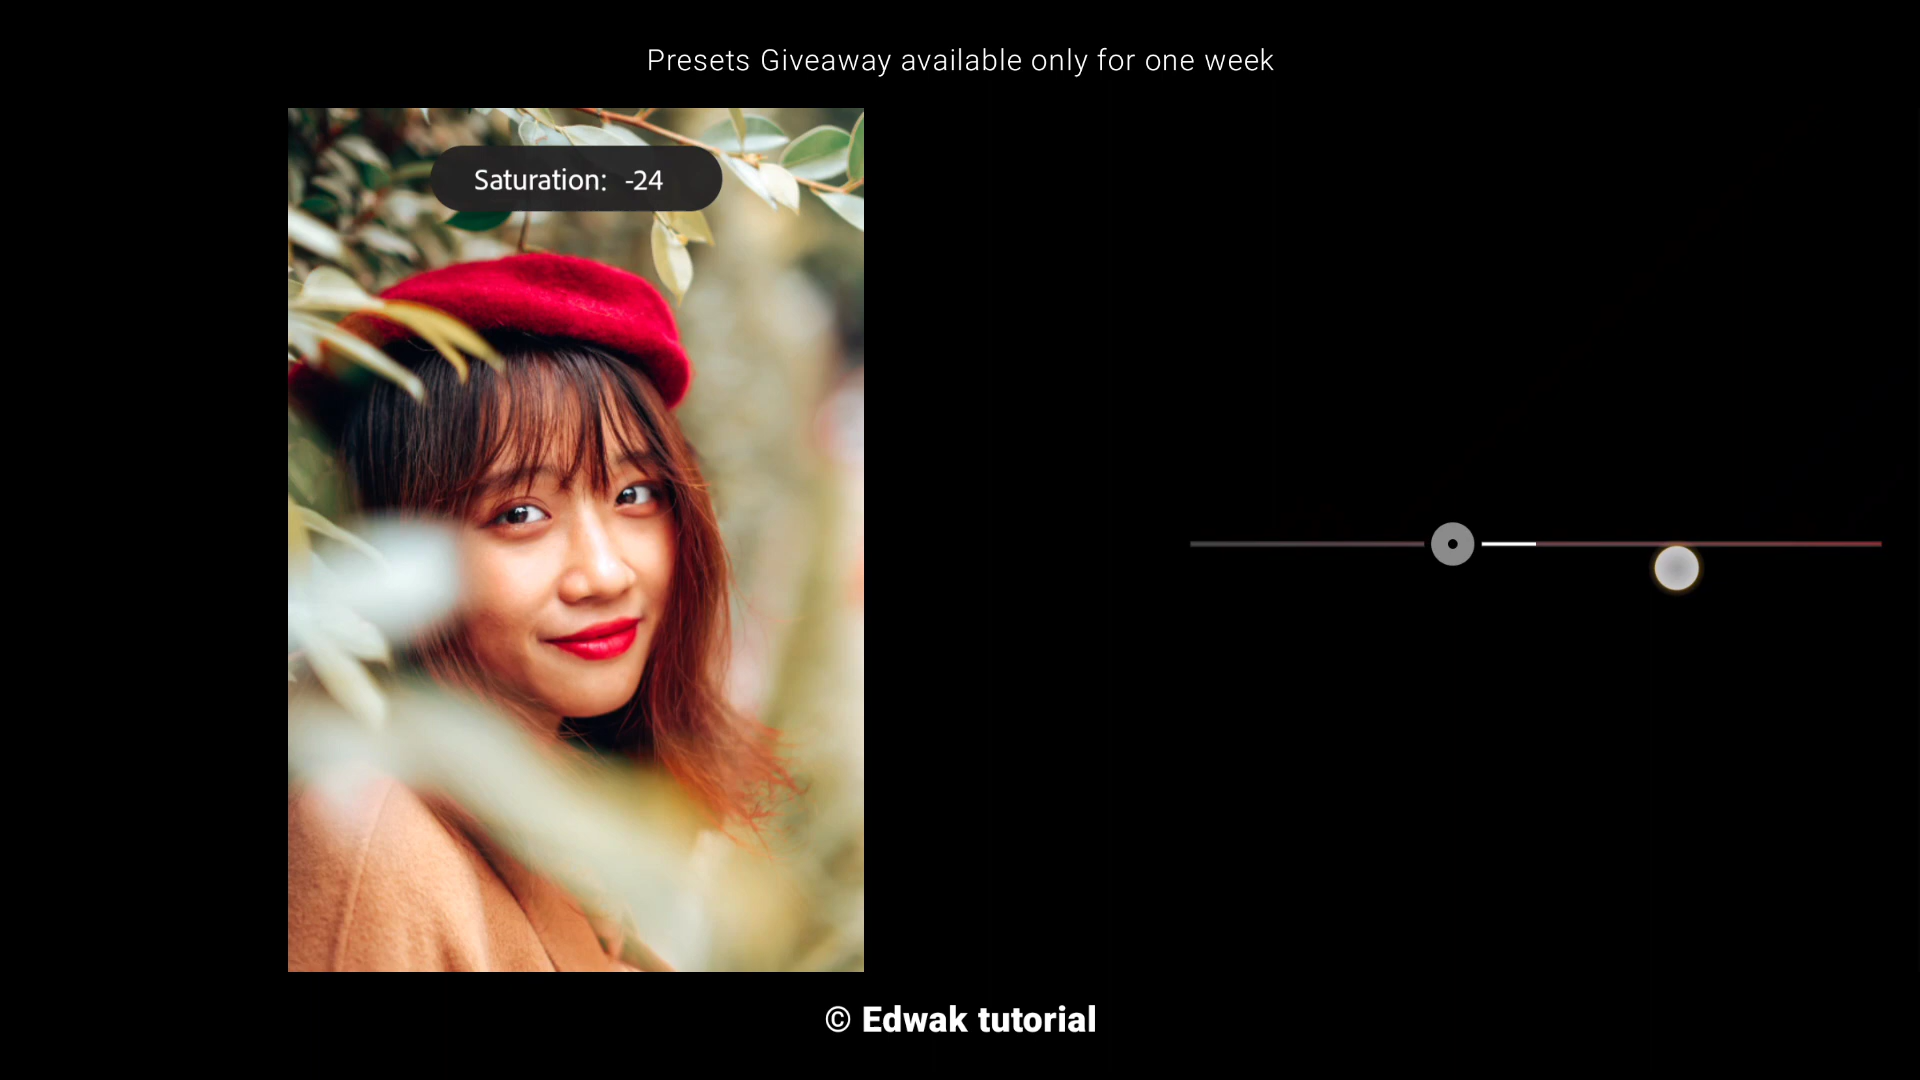 Presets Giveaway available only for one week
Saturation: -24
© Edwak tutorial